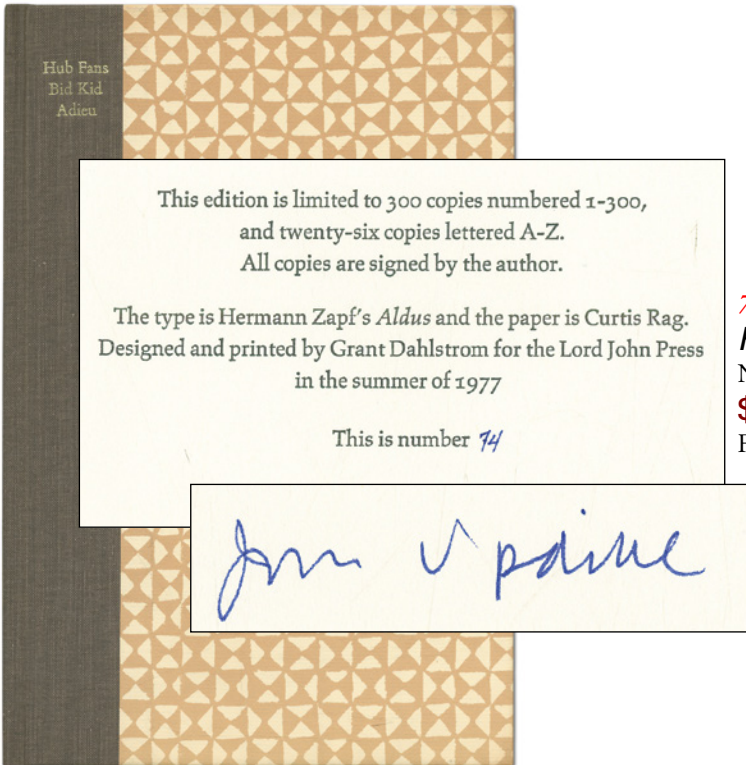 Hub Fans
Bid Kid
Adieu
This edition is limited to 300 copies numbered 1-300,
and twenty-six copies lettered A-Z.
All copies are signed by the author.
The type is Hermann Zapf's Aldus and the paper is Curtis Rag.
Designed and printed by Grant Dahlstrom for the Lord John Press
in the summer of 1977
This is number 74
John Updike
$